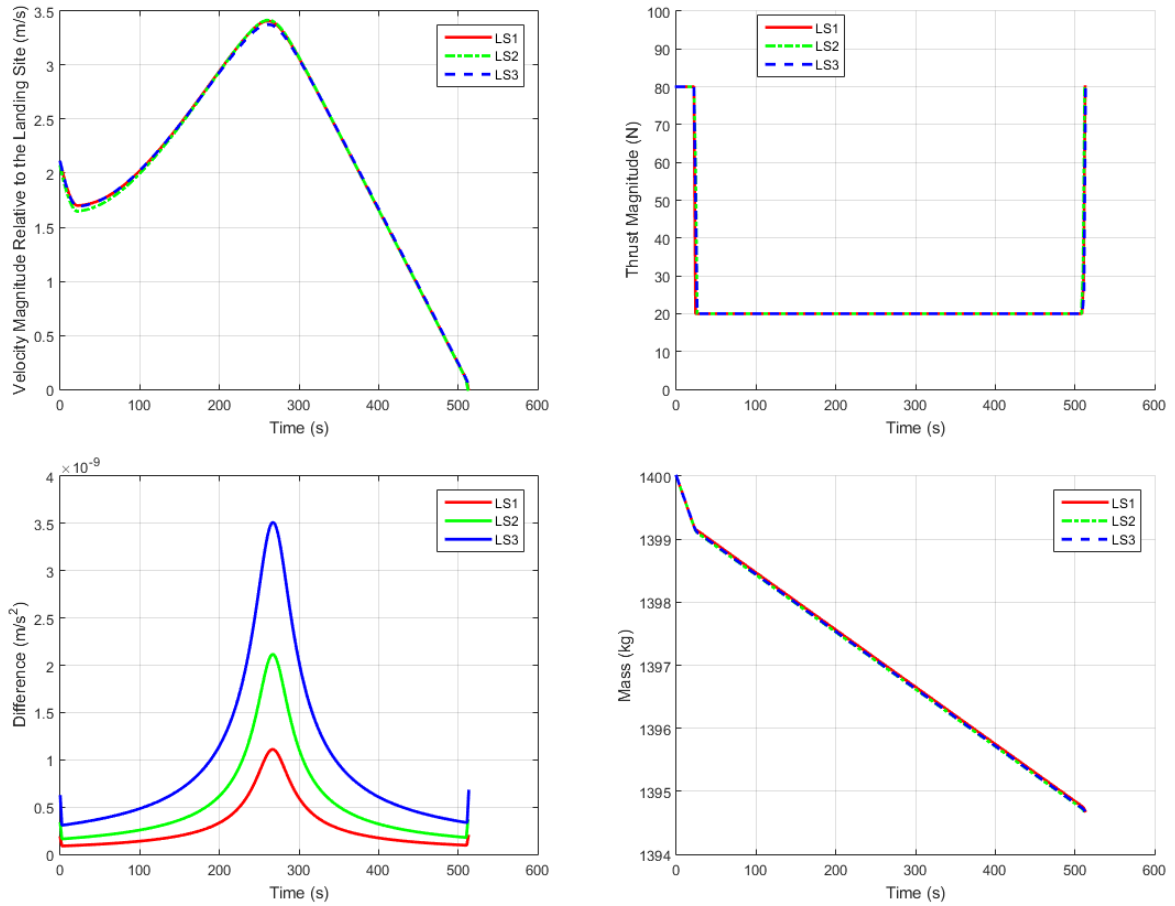 3.5
3
2.5
2
1.5
1
0.5
0
0 100 200 300 400 500 600
Velocity Magnitude Relative to the Landing Site (m/s)
Time (s)
LS1
LS2
LS3
100
90
80
70
60
50
40
30
20
10
0
0 100 200 300 400 500 600
Thrust Magnitude (N)
Time (s)
LS1
LS2
LS3
×10-9
4
3.5
3
2.5
2
1.5
1
0.5
0
0 100 200 300 400 500 600
Difference (m/s2)
Time (s)
LS1
LS2
LS3
1400
1399
1398
1397
1396
1395
1394
0 100 200 300 400 500 600
Mass (kg)
Time (s)
LS1
LS2
LS3